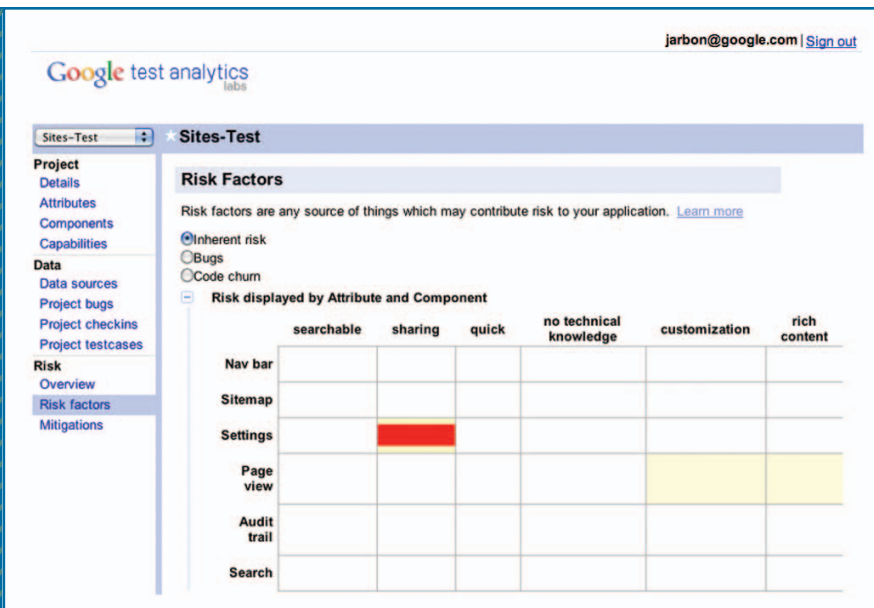 jarbon@google.com | Sign out
Google test analytics
labs
Sites-Test
Sites-Test
Project
Details
Attributes
Components
Capabilities
Data
Data sources
Project bugs
Project checkins
Project testcases
Risk
Overview
Risk factors
Mitigations
Risk Factors
Risk factors are any source of things which may contribute risk to your application. Learn more
Inherent risk
Bugs
Code churn
Risk displayed by Attribute and Component
searchable sharing quick no technical knowledge customization rich content
Nav bar
Sitemap
Settings
Page
view
Audit
trail
Search